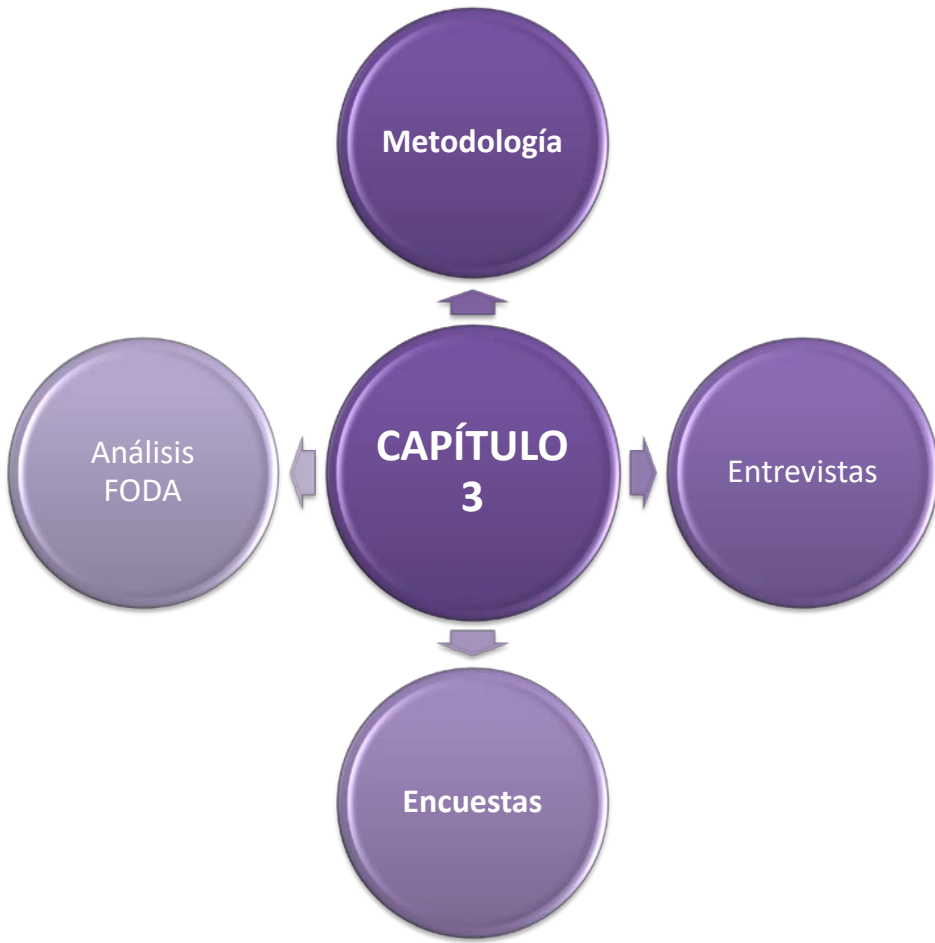 Metodología
Análisis
FODA
CAPÍTULO
3
Entrevistas
Encuestas